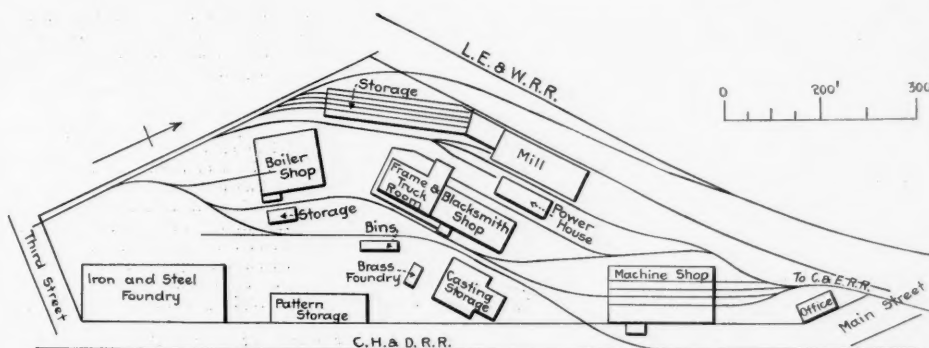 L.E. & W.R.R.
Storage
0
200'
300
Mill
Boiler
Shop
Frame &
Truck
Room
Blacksmith
Shop
Power
House
Storage
Bins.
Third Street
Iron and Steel
Foundry
Brass
Foundry
Casting
Storage
Machine Shop
To C. & E.R.R.
Office
Main Street
Pattern
Storage
C.H.& D.R.R.